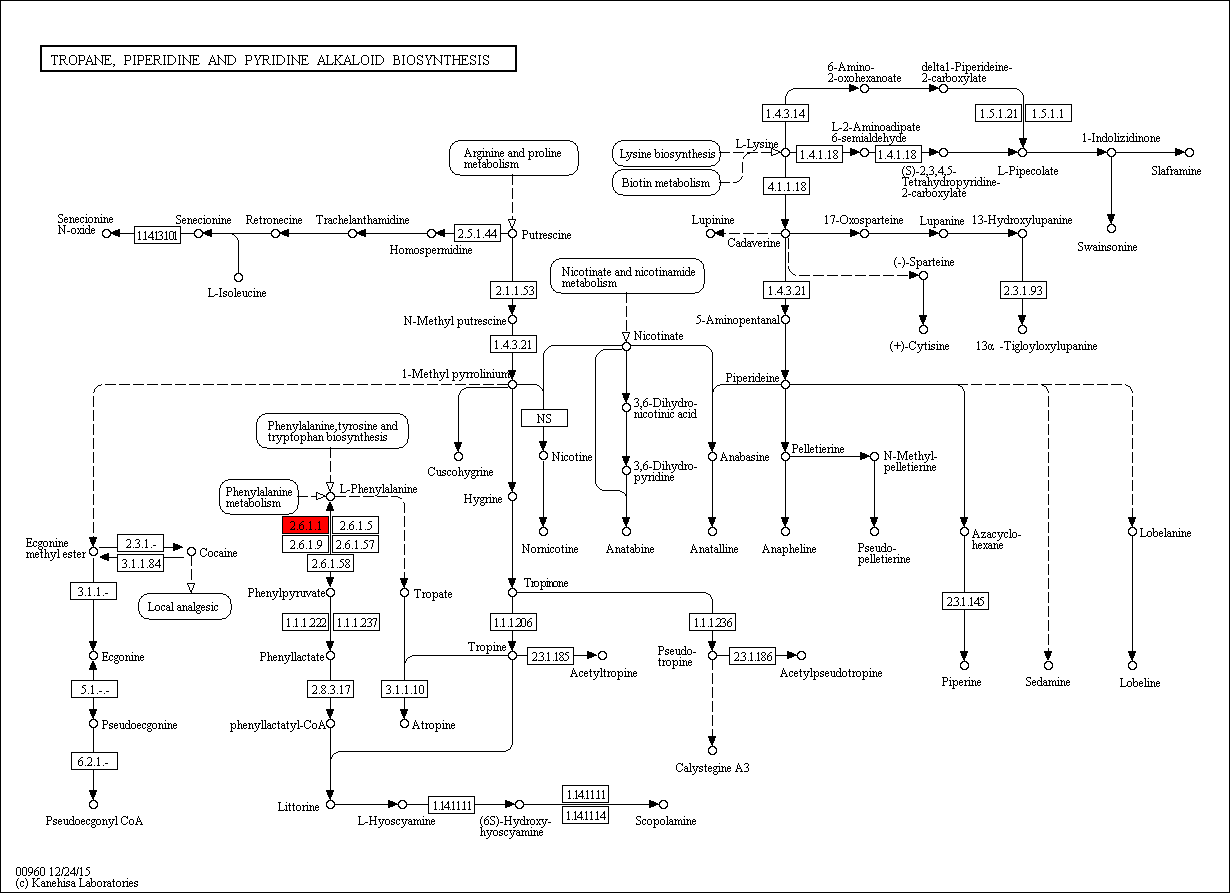 TROPANE, PIPERIDINE AND PYRIDINE ALKALOID BIOSYNTHESIS
6-Amino-
2-oxohexanoate
delta1-Piperideine-
2-carboxylate
1.4.3.14
1.5.1.21
1.5.1.1
L-2-Aminoadipate
6-semialdehyde
1-Indolizidinone
L-Lysine
Lysine biosynthesis
Biotin metabolism
1.4.1.18
1.4.1.18
(S)-2,3,4,5-
Tetrahydropyridine-
2-carboxylate
L-Pipecolate
Slaframine
4.1.1.18
Swainsonine
Arginine and proline
metabolism
Senecionine
N-oxide
1.14.13.101
Senecionine
Retronecine
Trachelanthamidine
Homospermidine
2.5.1.44
Putrescine
L-Isoleucine
Lupinine
Cadaverine
17-Oxosparteine
Lupanine
13-Hydroxylupanine
(-)-Sparteine
(+)-Cytisine
2.3.1.93
13α -Tigloyloxylupanine
Nicotinate and nicotinamide
metabolism
2.1.1.53
1.4.3.21
N-Methyl putrescine
5-Aminopentanal
1.4.3.21
Nicotinate
1-Methyl pyrrolinium
Piperideine
3,6-Dihydro-
nicotinic acid
NS
Phenylalanine,tyrosine and
tryptophan biosynthesis
Cuscohygrine
Nicotine
3,6-Dihydro-
pyridine
Anabasine
Pelletierine
N-Methyl-
pelletierine
Phenylalanine
metabolism
L-Phenylalanine
Hygrine
2.6.1.1
2.6.1.5
2.6.1.9
2.6.1.57
2.6.1.58
Nornicotine
Anatabine
Anatalline
Anapheline
Pseudo-
pelletierine
Azacyclo-
hexane
Lobelanine
Ecgonine
methyl ester
2.3.1.-
3.1.1.84
Cocaine
Local analgesic
3.1.1.-
Phenylpyruvate
Tropate
Tropinone
2.3.1.145
1.1.1.222
1.1.1.237
1.1.1.206
1.1.1.236
Ecgonine
Phenyllactate
Tropine
2.3.1.185
Acetyltropine
Pseudo-
tropine
2.3.1.186
Acetylpseudotropine
Piperine
Sedamine
Lobeline
5.1.-.-
2.8.3.17
3.1.1.10
Pseudoecgonine
phenyllactatyl-CoA
Atropine
6.2.1.-
Calystegine A3
Pseudoecgonyl CoA
Littorine
L-Hyoscyamine
1.14.11.11
(6S)-Hydroxy-
hyoscyamine
1.14.11.11
1.14.11.14
Scopolamine
00960 12/24/15
(c) Kanehisa Laboratories